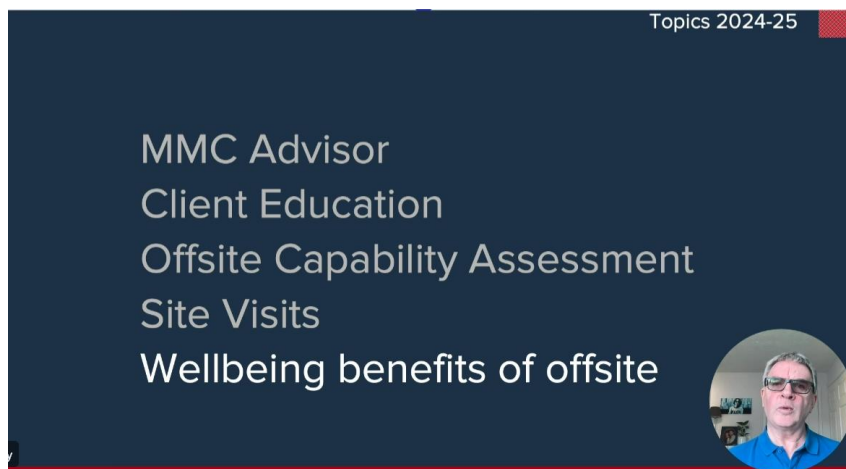 Topics 2024-25
MMC Advisor
Client Education
Offsite Capability Assessment
Site Visits
Wellbeing benefits of offsite
y